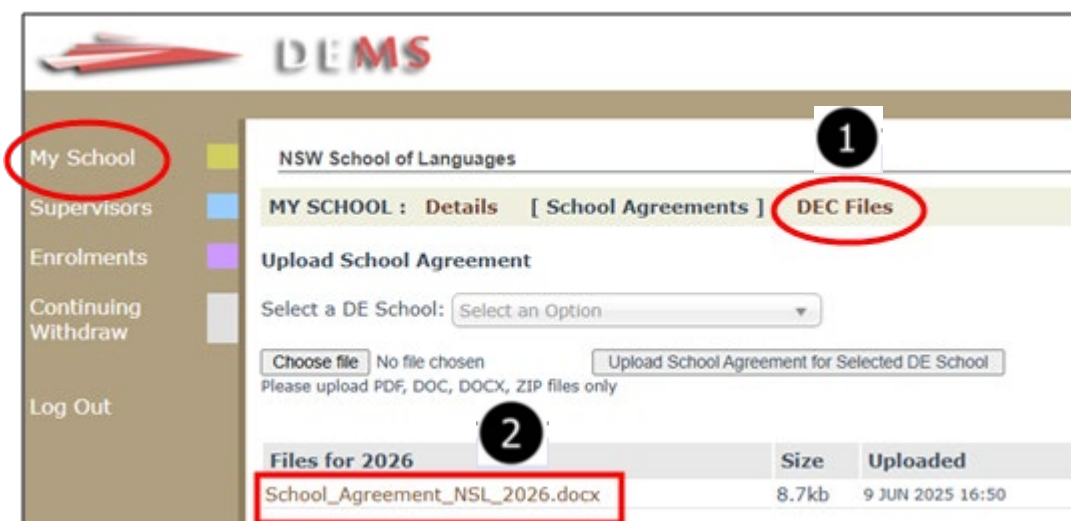 DEMS
1
My School
NSW School of Languages
Supervisors
MY SCHOOL : Details [ School Agreements ] DEC Files
Enrolments
Upload School Agreement
Continuing
Withdraw
Select a DE School: Select an Option
Choose file No file chosen Upload School Agreement for Selected DE School
Please upload PDF, DOC, DOCX, ZIP files only
Log Out
2
Files for 2026 Size Uploaded
School_Agreement_NSL_2026.docx 8.7kb 9 JUN 2025 16:50